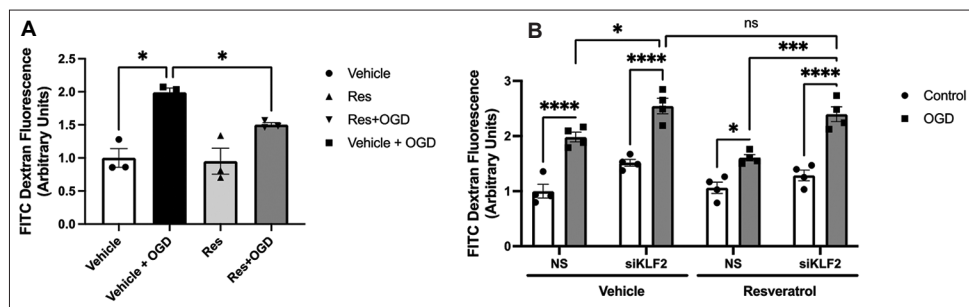 A
FITC Dextran Fluorescence
(Arbitrary Units)
2.5
2.0
1.5
1.0
0.5
0.0
*
*
Vehicle
Vehicle + OGD
Res
Res+OGD
Vehicle
Res
Res+OGD
Vehicle + OGD
B
FITC Dextran Fluorescence
(Arbitrary Units)
3
2
1
0
ns
*
***
****
****
*
****
Control
OGD
NS
siKLF2
NS
siKLF2
Vehicle
Resveratrol